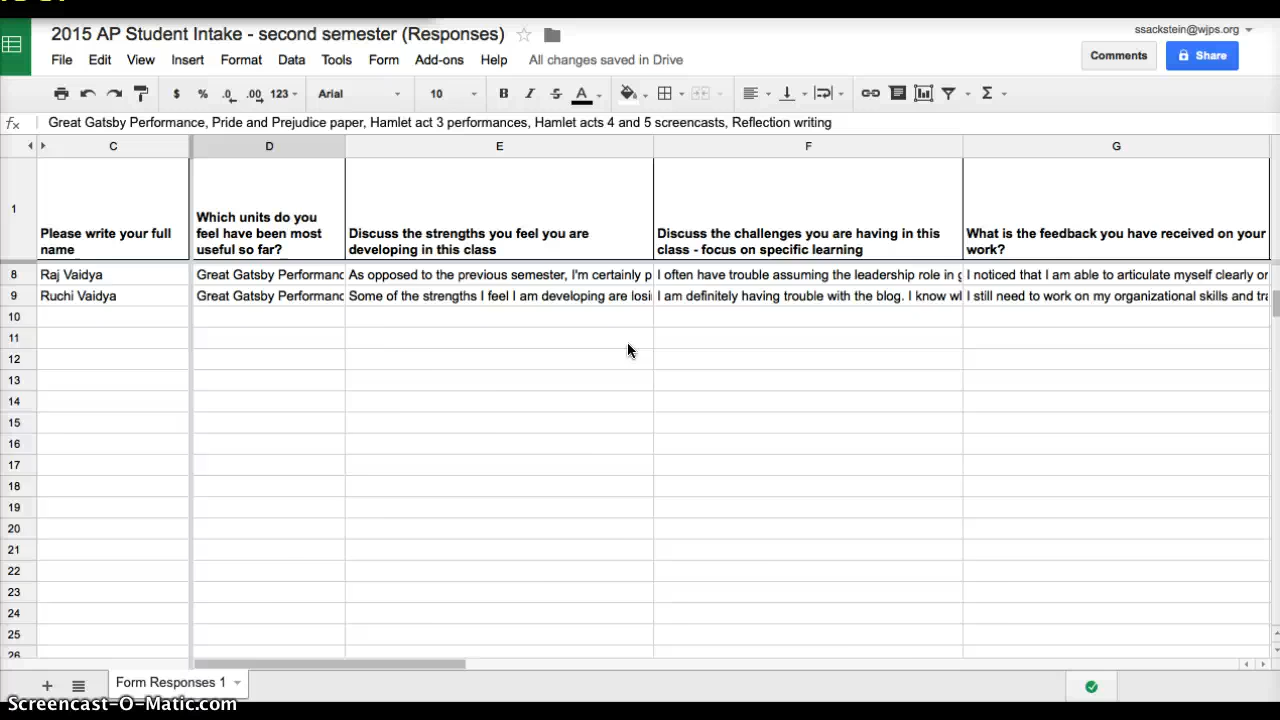 2015 AP Student Intake - second semester (Responses)
ssackstein@wjps.org
File Edit View Insert Format Data Tools Form Add-ons Help All changes saved in Drive
Comments
Share
$ % .0 .00 123 Arial 10 B I S A Σ
fx Great Gatsby Performance, Pride and Prejudice paper, Hamlet act 3 performances, Hamlet acts 4 and 5 screencasts, Reflection writing
C D E F G
1
Please write your full
name
Which units do you
feel have been most
useful so far?
Discuss the strengths you feel you are
developing in this class
Discuss the challenges you are having in this
class - focus on specific learning
What is the feedback you have received on your
work?
8 Raj Vaidya Great Gatsby Performanc As opposed to the previous semester, I'm certainly p I often have trouble assuming the leadership role in g I noticed that I am able to articulate myself clearly or
9 Ruchi Vaidya Great Gatsby Performanc Some of the strengths I feel I am developing are losi I am definitely having trouble with the blog. I know wh I still need to work on my organizational skills and tra
10
11
12
13
14
15
16
17
18
19
20
21
22
23
24
25
26
Form Responses 1
Screencast-O-Matic.com